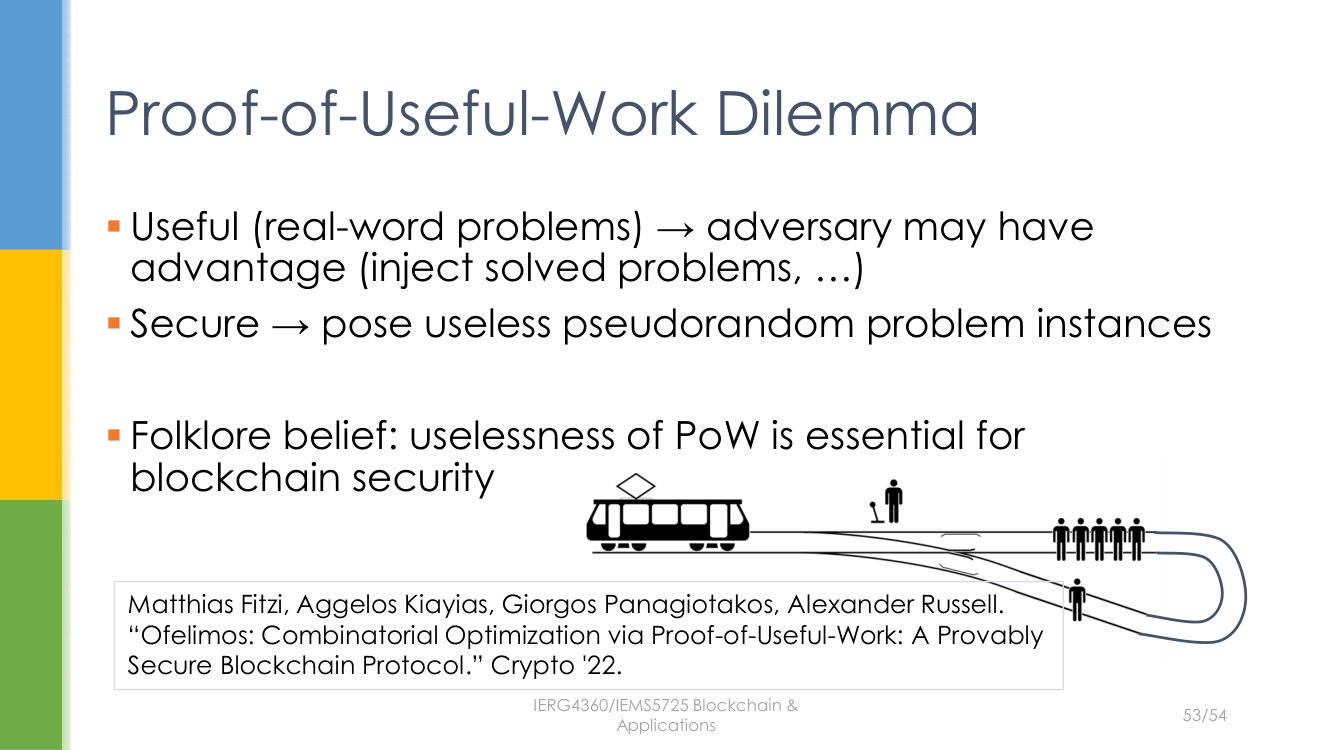 Proof-of-Useful-Work Dilemma
Useful (real-word problems) → adversary may have
advantage (inject solved problems, …)
Secure → pose useless pseudorandom problem instances
Folklore belief: uselessness of PoW is essential for
blockchain security
Matthias Fitzi, Aggelos Kiayias, Giorgos Panagiotakos, Alexander Russell.
“Ofelimos: Combinatorial Optimization via Proof-of-Useful-Work: A Provably
Secure Blockchain Protocol.” Crypto '22.
IERG4360/IEMS5725 Blockchain &
Applications
53/54